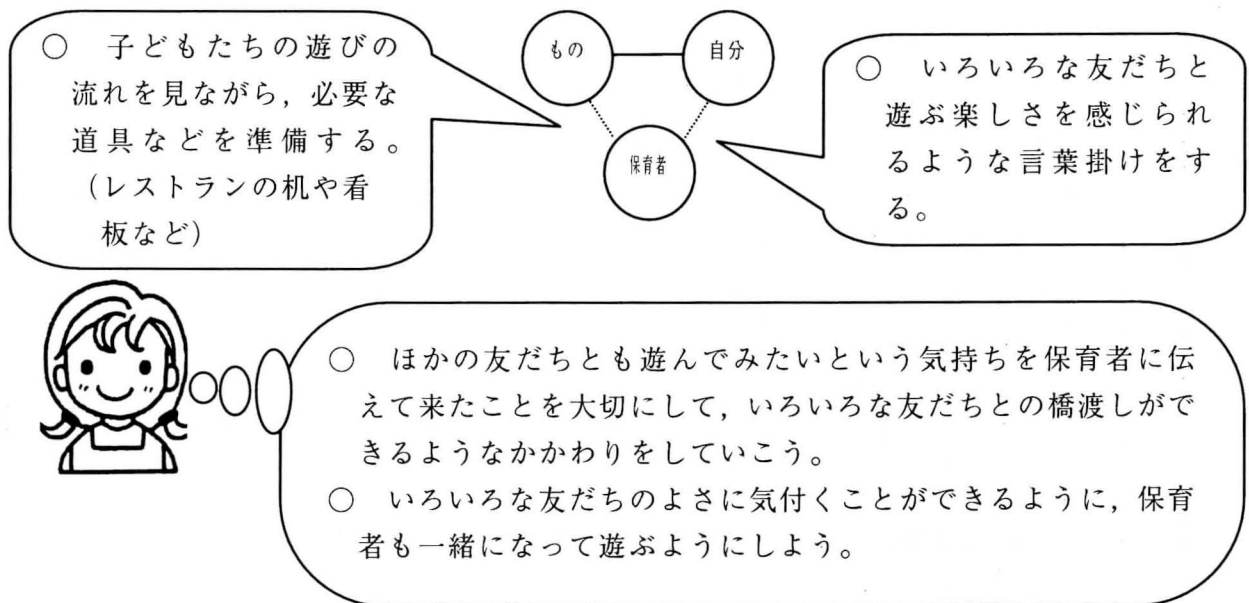 ○　子どもたちの遊びの
流れを見ながら，必要な
道具などを準備する。
（レストランの机や看
板など）
もの
自分
保育者
○　いろいろな友だちと
遊ぶ楽しさを感じられ
るような言葉掛けをす
る。
○　ほかの友だちとも遊んでみたいという気持ちを保育者に伝
えて来たことを大切にして，いろいろな友だちとの橋渡しがで
きるようなかかわりをしていこう。
○　いろいろな友だちのよさに気付くことができるように，保育
者も一緒になって遊ぶようにしよう。